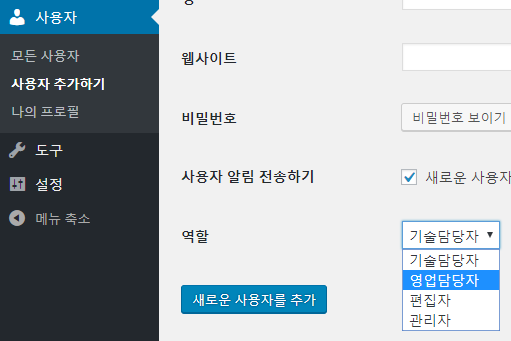 사용자
모든 사용자
사용자 추가하기
나의 프로필
도구
설정
메뉴 축소
웹사이트
비밀번호
비밀번호 보이기
사용자 알림 전송하기
새로운 사용자
역할
기술담당자
기술담당자
영업담당자
편집자
관리자
새로운 사용자를 추가